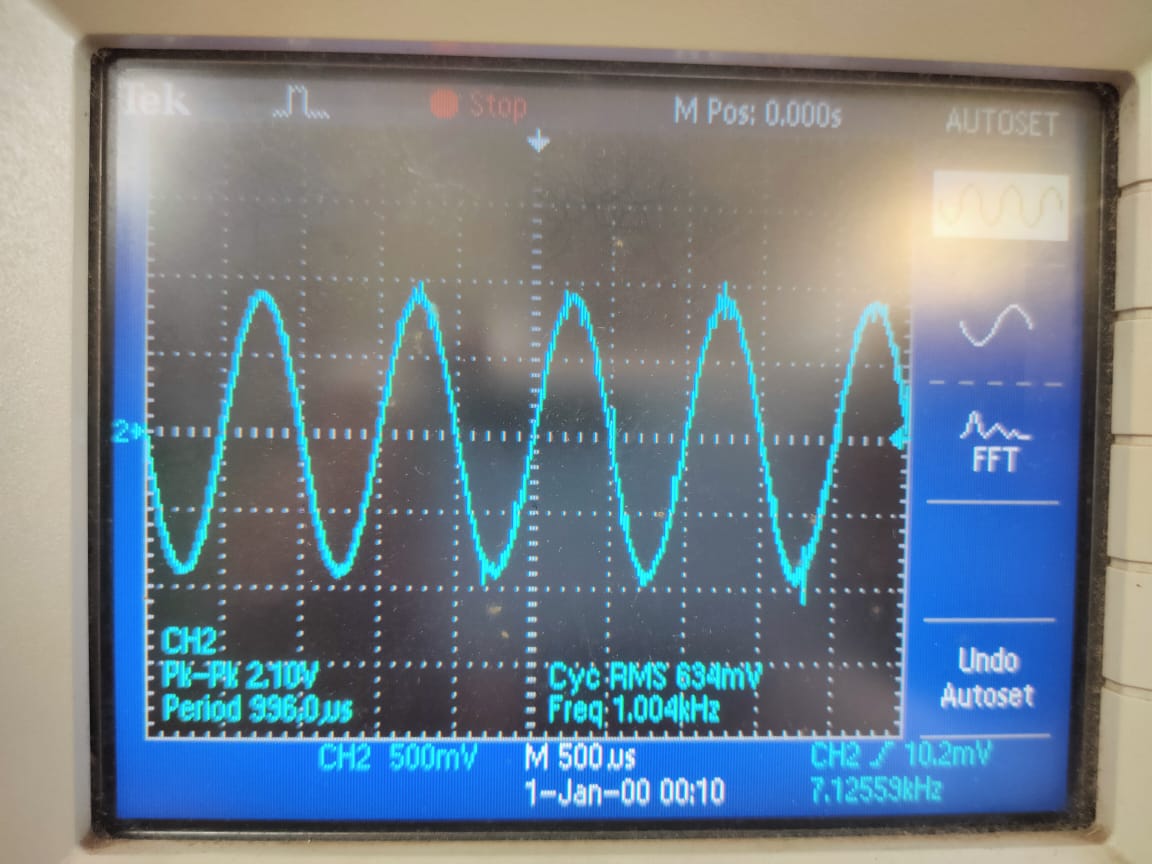 Tek Stop M Pos: 0.000s AUTOSET
2
FFT
CH2
Pk-Pk 2.10V Cyc RMS 634mV
Period 996.0µs Freq 1.004kHz
Undo
Autoset
CH2 500mV M 500µs CH2 10.2mV
1-Jan-00 00:10 7.12559kHz